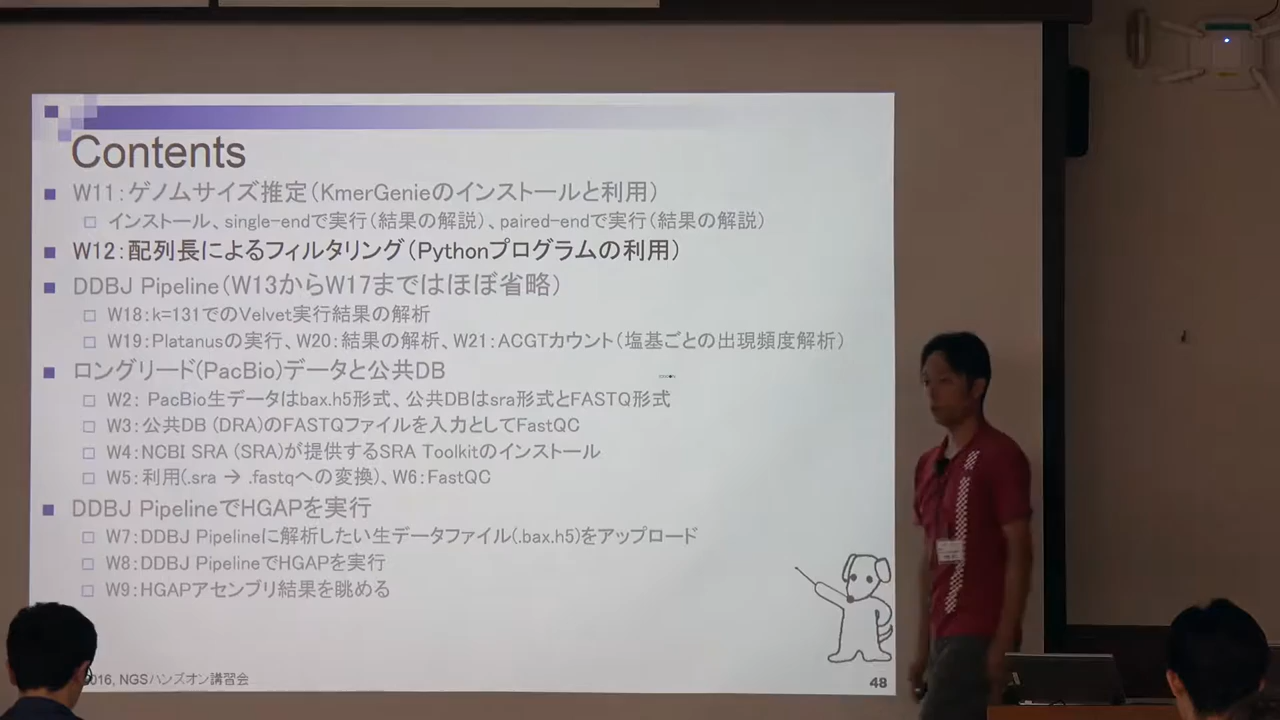 Contents
W11：ゲノムサイズ推定（KmerGenieのインストールと利用）
インストール、single-endで実行（結果の解説）、paired-endで実行（結果の解説）
W12：配列長によるフィルタリング（Pythonプログラムの利用）
DDBJ Pipeline（W13からW17まではほぼ省略）
W18：k=131でのVelvet実行結果の解析
W19：Platanusの実行、W20：結果の解析、W21：ACGTカウント（塩基ごとの出現頻度解析）
ロングリード(PacBio)データと公共DB
W2： PacBio生データはbax.h5形式、公共DBはsra形式とFASTQ形式
W3：公共DB (DRA)のFASTQファイルを入力としてFastQC
W4：NCBI SRA (SRA)が提供するSRA Toolkitのインストール
W5：利用(.sra → .fastqへの変換)、W6：FastQC
DDBJ PipelineでHGAPを実行
W7：DDBJ Pipelineに解析したい生データファイル(.bax.h5)をアップロード
W8：DDBJ PipelineでHGAPを実行
W9：HGAPアセンブリ結果を眺める
2016, NGSハンズオン講習会
48